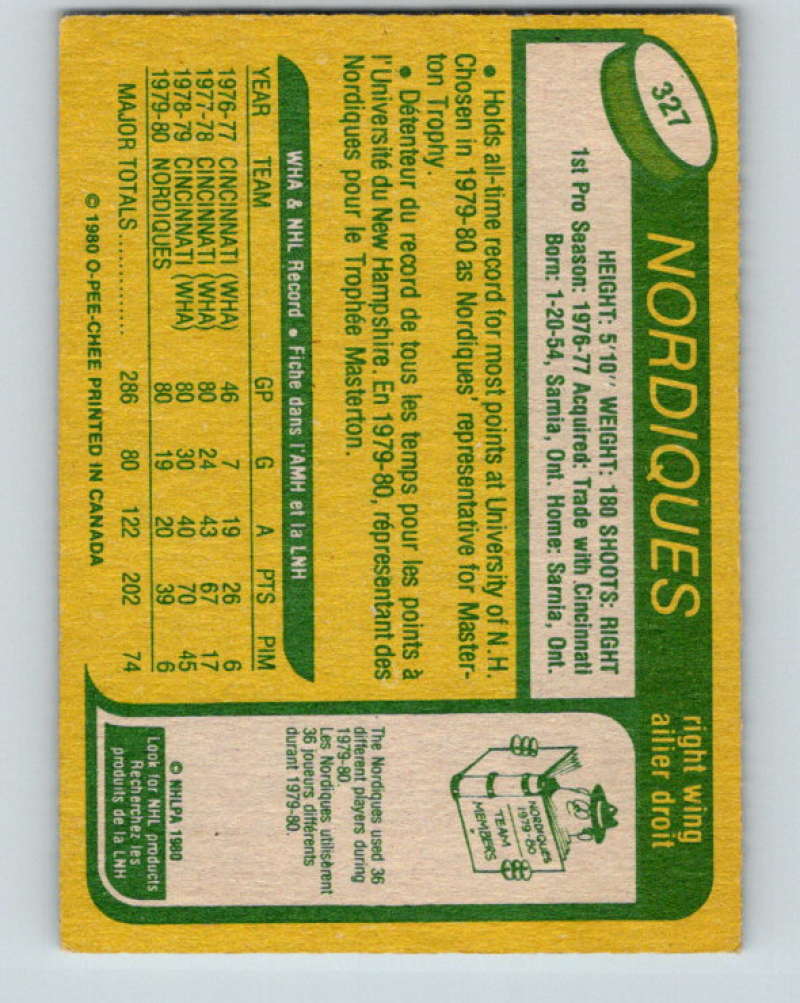 327
NORDIQUES
right wing
ailier droit
HEIGHT: 5'10" WEIGHT: 180 SHOOTS: RIGHT
1st Pro Season: 1976-77 Acquired: Trade with Cincinnati
Born: 1-20-54, Sarnia, Ont. Home: Sarnia, Ont.
• Holds all-time record for most points at University of N.H.
Chosen in 1979-80 as Nordiques' representative for Master-
ton Trophy.
• Détenteur du record de tous les temps pour les points à
l'Université du New Hampshire. En 1979-80, réprésentant des
Nordiques pour le Trophée Masterton.
WHA & NHL Record • Fiche dans l'AMH et la LNH
YEAR TEAM GP G A PTS PIM
1976-77 CINCINNATI (WHA) 46 7 19 26 6
1977-78 CINCINNATI (WHA) 80 24 43 67 17
1978-79 CINCINNATI (WHA) 80 30 40 70 45
1979-80 NORDIQUES 80 19 20 39 6
MAJOR TOTALS ........... 286 80 122 202 74
© 1980 O-PEE-CHEE PRINTED IN CANADA
NORDIQUES
1979-80
TEAM
MEMBERS
The Nordiques used 36
different players during
1979-80.
Les Nordiques utilisèrent
36 joueurs différents
durant 1979-80.
© NHLPA 1980
Look for NHL products
Recherchez les
produits de la LNH